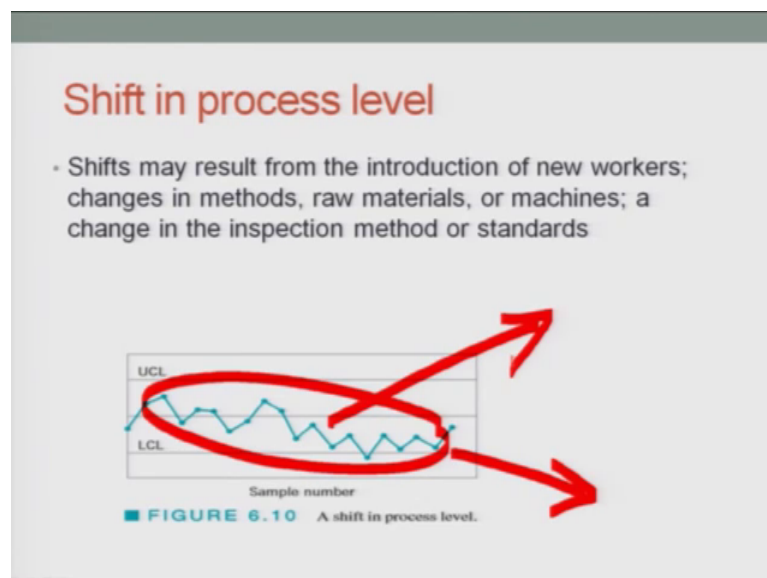 Shift in process level
• Shifts may result from the introduction of new workers;
changes in methods, raw materials, or machines; a
change in the inspection method or standards
UCL
LCL
Sample number
FIGURE 6.10 A shift in process level.